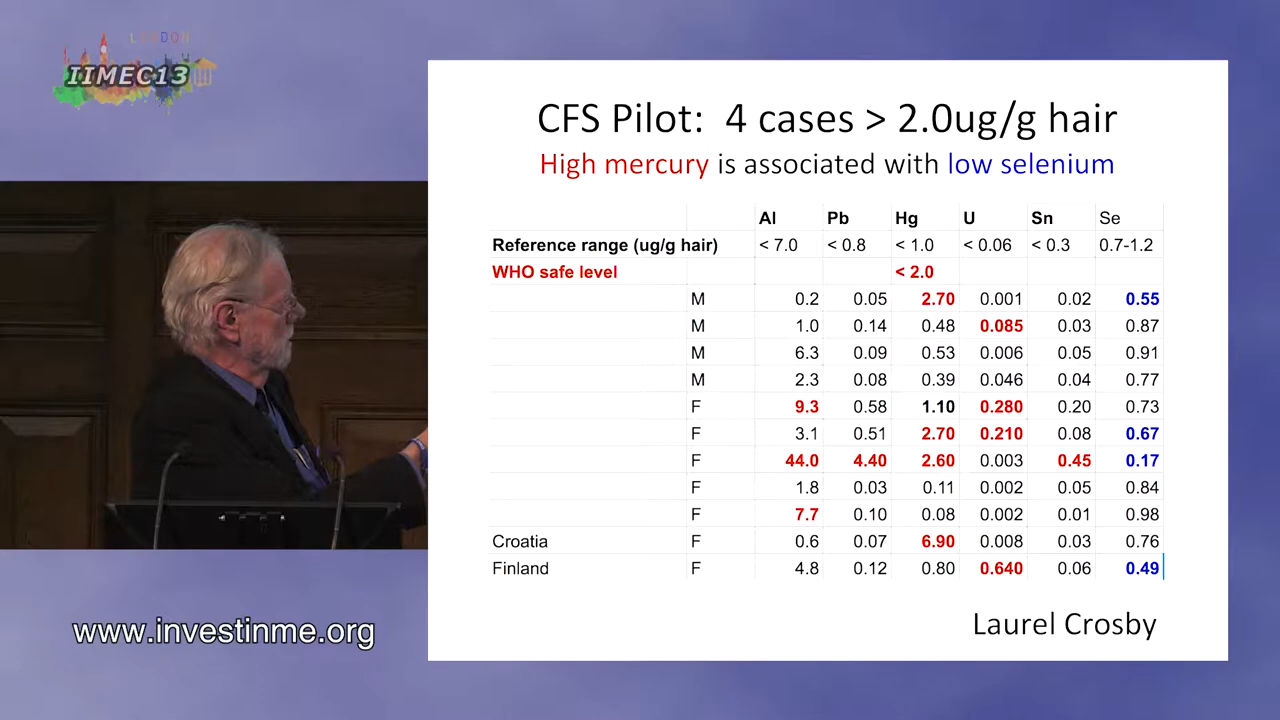 LONDON
IIMEC13
CFS Pilot: 4 cases > 2.0ug/g hair
High mercury is associated with low selenium
Al Pb Hg U Sn Se
Reference range (ug/g hair) < 7.0 < 0.8 < 1.0 < 0.06 < 0.3 0.7-1.2
WHO safe level < 2.0
M 0.2 0.05 2.70 0.001 0.02 0.55
M 1.0 0.14 0.48 0.085 0.03 0.87
M 6.3 0.09 0.53 0.006 0.05 0.91
M 2.3 0.08 0.39 0.046 0.04 0.77
F 9.3 0.58 1.10 0.280 0.20 0.73
F 3.1 0.51 2.70 0.210 0.08 0.67
F 44.0 4.40 2.60 0.003 0.45 0.17
F 1.8 0.03 0.11 0.002 0.05 0.84
F 7.7 0.10 0.08 0.002 0.01 0.98
Croatia F 0.6 0.07 6.90 0.008 0.03 0.76
Finland F 4.8 0.12 0.80 0.640 0.06 0.49
Laurel Crosby
www.investinme.org